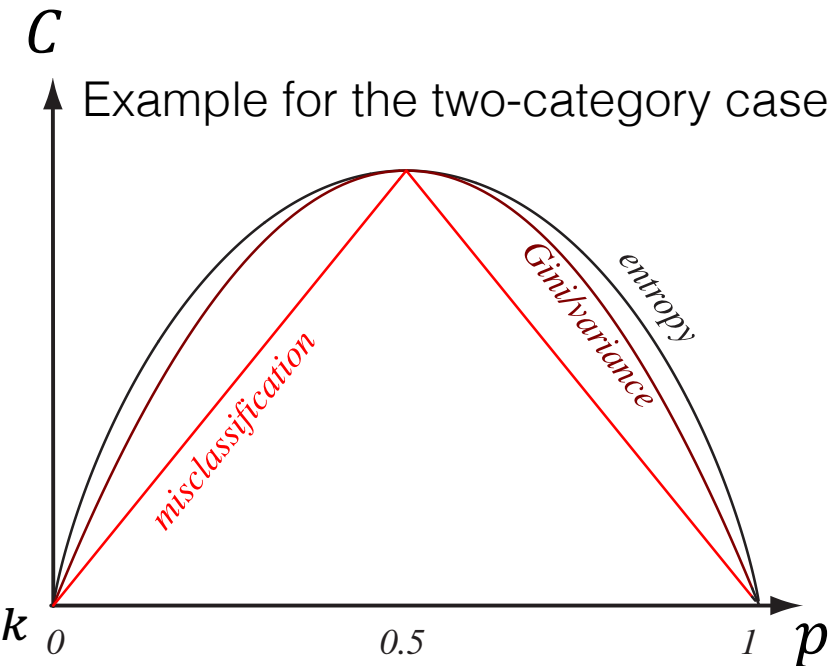 C
Example for the two-category case
entropy
Gini/variance
misclassification
k
0
0.5
1
p